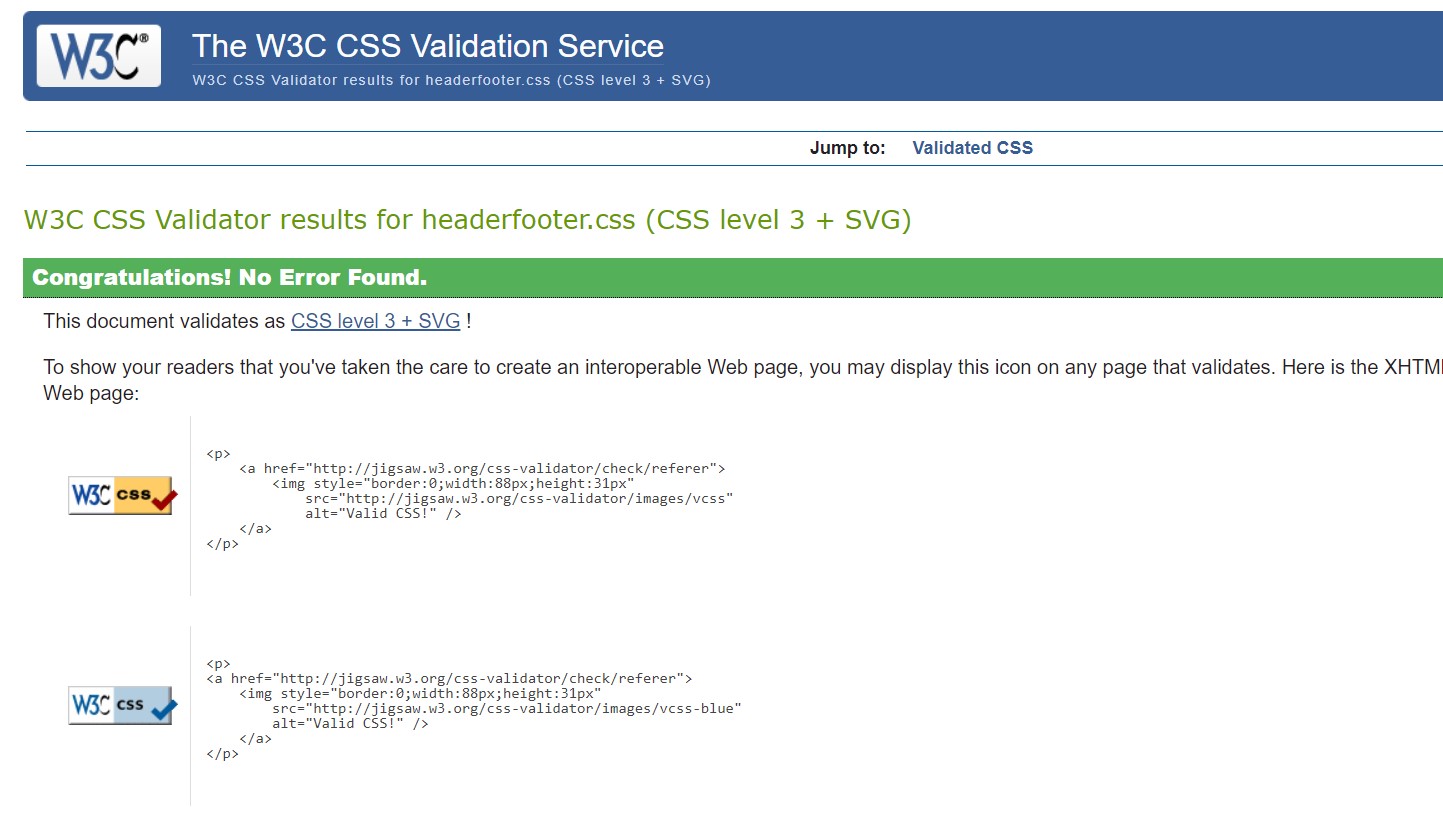 W3C®
The W3C CSS Validation Service
W3C CSS Validator results for headerfooter.css (CSS level 3 + SVG)
Jump to: Validated CSS
W3C CSS Validator results for headerfooter.css (CSS level 3 + SVG)
Congratulations! No Error Found.
This document validates as CSS level 3 + SVG !
To show your readers that you've taken the care to create an interoperable Web page, you may display this icon on any page that validates. Here is the XHTML
Web page:
W3C css
<p>
    <a href="http://jigsaw.w3.org/css-validator/check/referer">
        <img style="border:0;width:88px;height:31px"
            src="http://jigsaw.w3.org/css-validator/images/vcss"
            alt="Valid CSS!" />
    </a>
</p>
W3C css
<p>
<a href="http://jigsaw.w3.org/css-validator/check/referer">
    <img style="border:0;width:88px;height:31px"
        src="http://jigsaw.w3.org/css-validator/images/vcss-blue"
        alt="Valid CSS!" />
    </a>
</p>